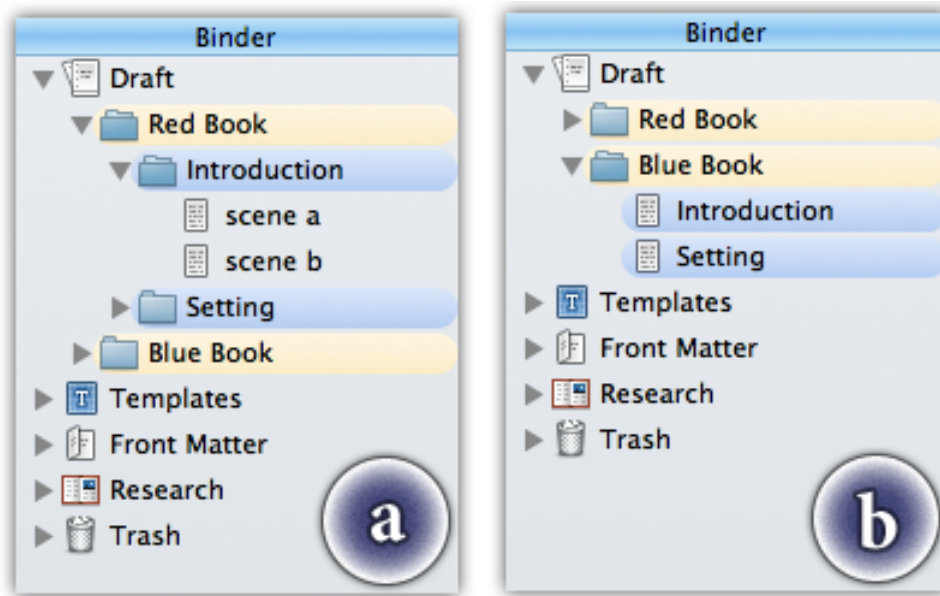 Binder
Draft
Red Book
Introduction
scene a
scene b
Setting
Blue Book
Templates
Front Matter
Research
Trash
a
Binder
Draft
Red Book
Blue Book
Introduction
Setting
Templates
Front Matter
Research
Trash
b